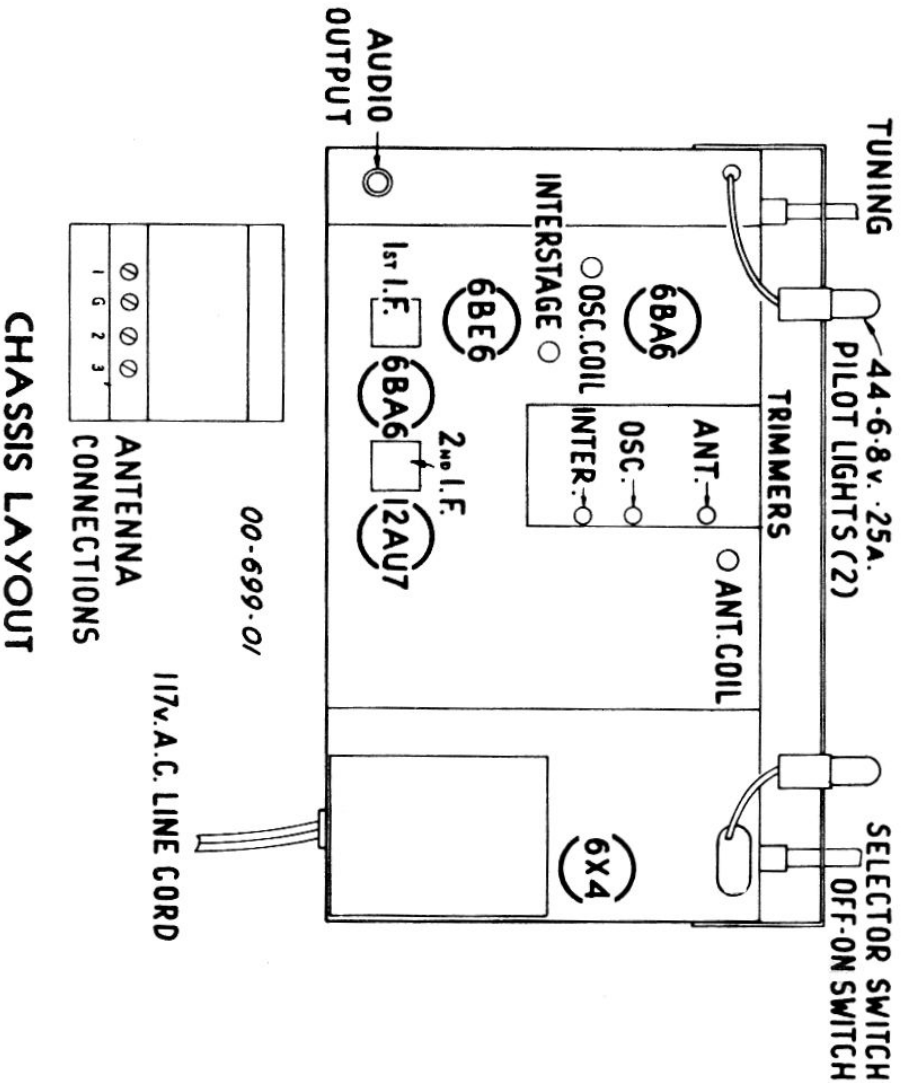 TUNING
44-6-8v. .25A.
PILOT LIGHTS (2)
SELECTOR SWITCH
OFF-ON SWITCH
TRIMMERS
ANT.
OSC.
INTER.
ANT.COIL
6BA6
OSC.COIL
INTERSTAGE
6BE6
1ST I.F.
6BA6
2ND I.F.
12AU7
6X4
AUDIO
OUTPUT
117v.A.C. LINE CORD
00-699-01
1 G 2 3
ANTENNA
CONNECTIONS
CHASSIS LAYOUT